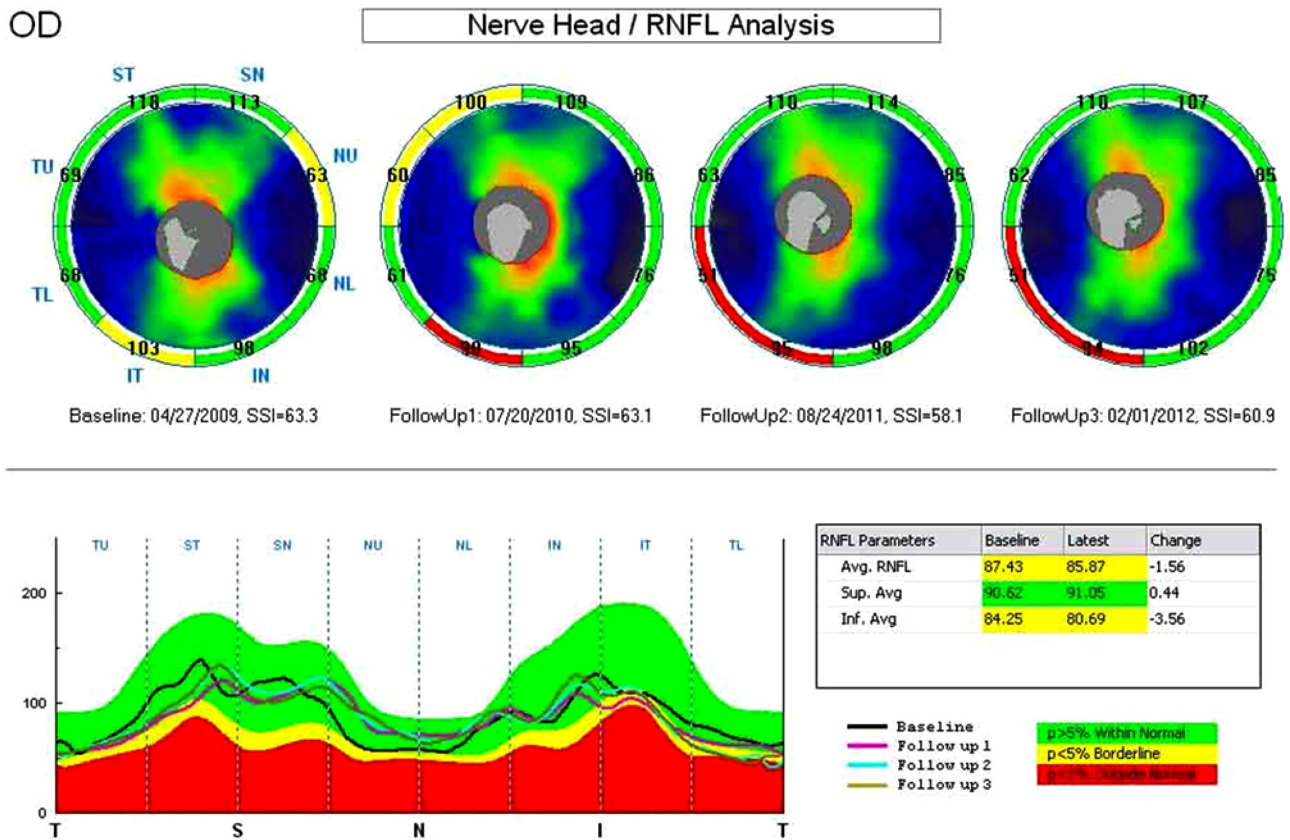 OD
Nerve Head / RNFL Analysis
ST SN
118 113
TU 69 63 NU
TL 68 68 NL
103 98
IT IN
100 109
60 86
61 76
99 95
110 114
63 85
51 76
95 98
110 107
62 85
51 75
94 102
Baseline: 04/27/2009, SSI=63.3
FollowUp1: 07/20/2010, SSI=63.1
FollowUp2: 08/24/2011, SSI=58.1
FollowUp3: 02/01/2012, SSI=60.9
TU ST SN NU NL IN IT TL
200
100
0
T S N I T
RNFL Parameters Baseline Latest Change
Avg. RNFL 87.43 85.87 -1.56
Sup. Avg 90.62 91.05 0.44
Inf. Avg 84.25 80.69 -3.56
Baseline
Follow up 1
Follow up 2
Follow up 3
p>5% Within Normal
p<5% Borderline
p<1% Outside Normal